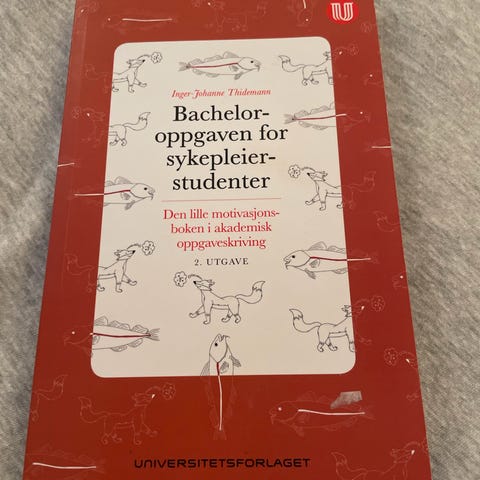 Inger-Johanne Thidemann
Bachelor-
oppgaven for
sykepleier-
studenter
Den lille motivasjons-
boken i akademisk
oppgaveskriving
2. UTGAVE
UNIVERSITETSFORLAGET